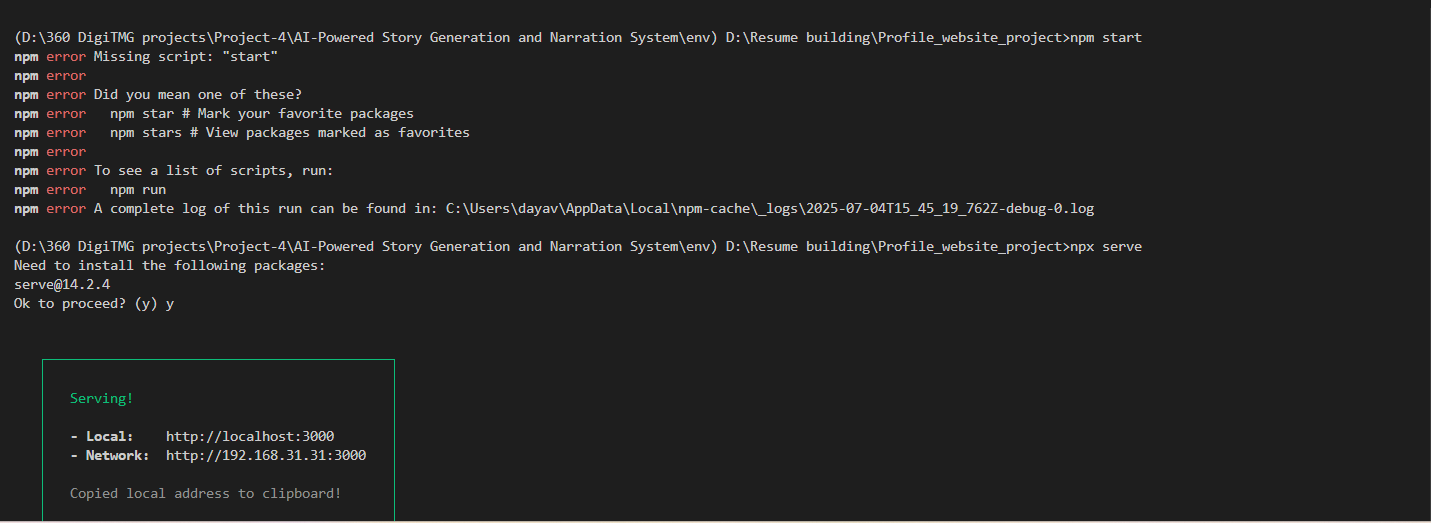 (D:\360 DigiTMG projects\Project-4\AI-Powered Story Generation and Narration System\env) D:\Resume building\Profile_website_project>npm start
npm error Missing script: "start"
npm error
npm error Did you mean one of these?
npm error   npm star # Mark your favorite packages
npm error   npm stars # View packages marked as favorites
npm error
npm error To see a list of scripts, run:
npm error   npm run
npm error A complete log of this run can be found in: C:\Users\dayav\AppData\Local\npm-cache\_logs\2025-07-04T15_45_19_762Z-debug-0.log
(D:\360 DigiTMG projects\Project-4\AI-Powered Story Generation and Narration System\env) D:\Resume building\Profile_website_project>npx serve
Need to install the following packages:
serve@14.2.4
Ok to proceed? (y) y
Serving!
- Local:    http://localhost:3000
- Network:  http://192.168.31.31:3000
Copied local address to clipboard!